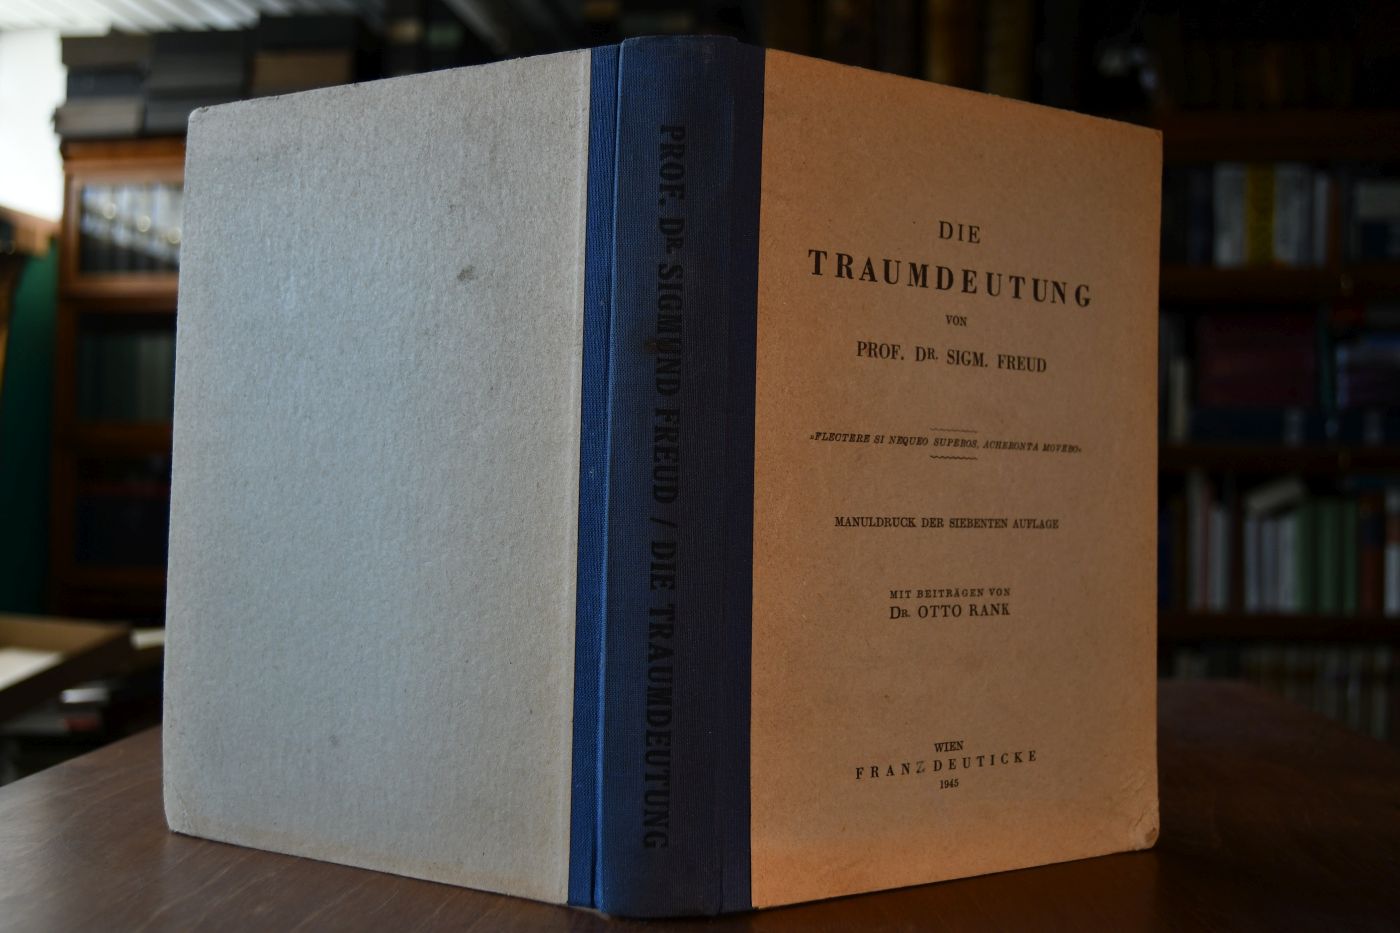 PROF. DR SIGMUND FREUD / DIE TRAUMDEUTUNG
DIE
TRAUMDEUTUNG
VON
PROF. DR. SIGM. FREUD
»FLECTERE SI NEQUEO SUPEROS, ACHERONTA MOVEBO«
MANULDRUCK DER SIEBENTEN AUFLAGE
MIT BEITRÄGEN VON
DR. OTTO RANK
WIEN
FRANZ DEUTICKE
1945